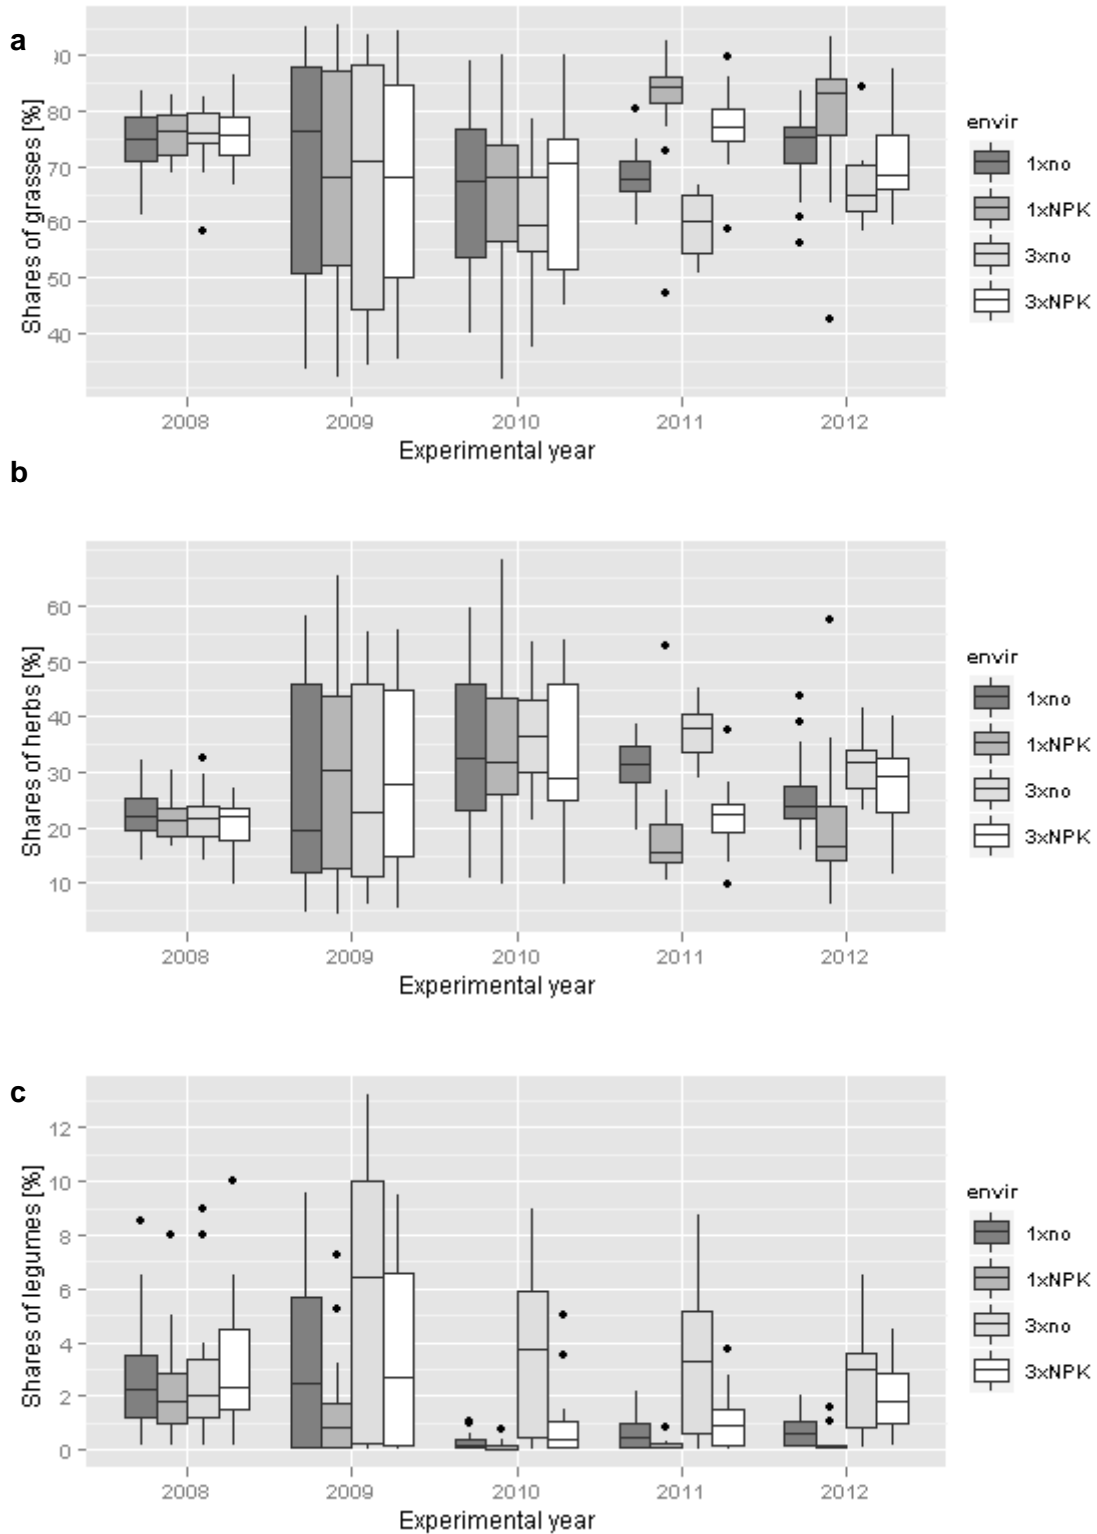 a
80
70
60
50
40
Shares of grasses [%]
2008 2009 2010 2011 2012
Experimental year
envir
1xno
1xNPK
3xno
3xNPK
b
60
50
40
30
20
10
Shares of herbs [%]
2008 2009 2010 2011 2012
Experimental year
envir
1xno
1xNPK
3xno
3xNPK
c
12
10
8
6
4
2
0
Shares of legumes [%]
2008 2009 2010 2011 2012
Experimental year
envir
1xno
1xNPK
3xno
3xNPK